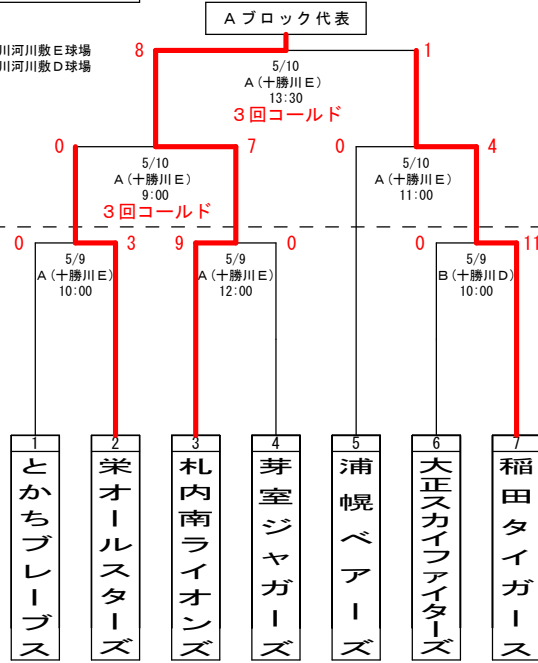 Aブロック代表
川河川敷E球場
川河川敷D球場
8
1
5/10
A(十勝川E)
13:30
3回コールド
0
7
0
4
5/10
A(十勝川E)
9:00
3回コールド
5/10
A(十勝川E)
11:00
0
3
9
0
0
11
5/9
A(十勝川E)
10:00
5/9
A(十勝川E)
12:00
5/9
B(十勝川D)
10:00
1
とかちブレーブス
2
栄オールスターズ
3
札内南ライオンズ
4
芽室ジャガーズ
5
浦幌ベアーズ
6
大正スカイファイターズ
7
稲田タイガース